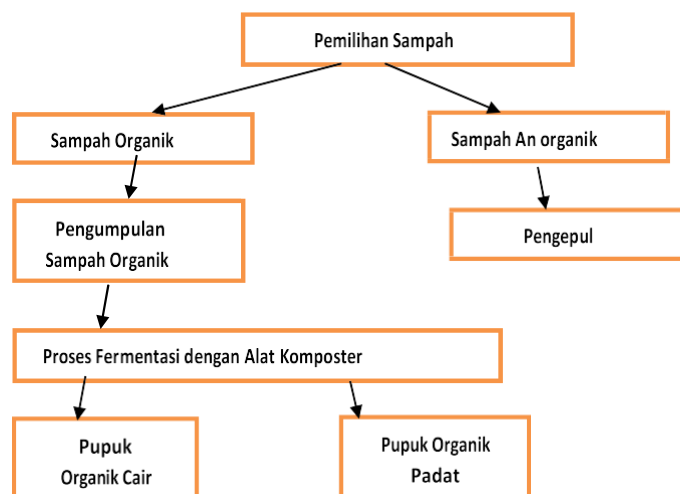 Pemilihan Sampah
Sampah Organik
Sampah An organik
Pengumpulan
Sampah Organik
Pengepul
Proses Fermentasi dengan Alat Komposter
Pupuk
Organik Cair
Pupuk Organik
Padat